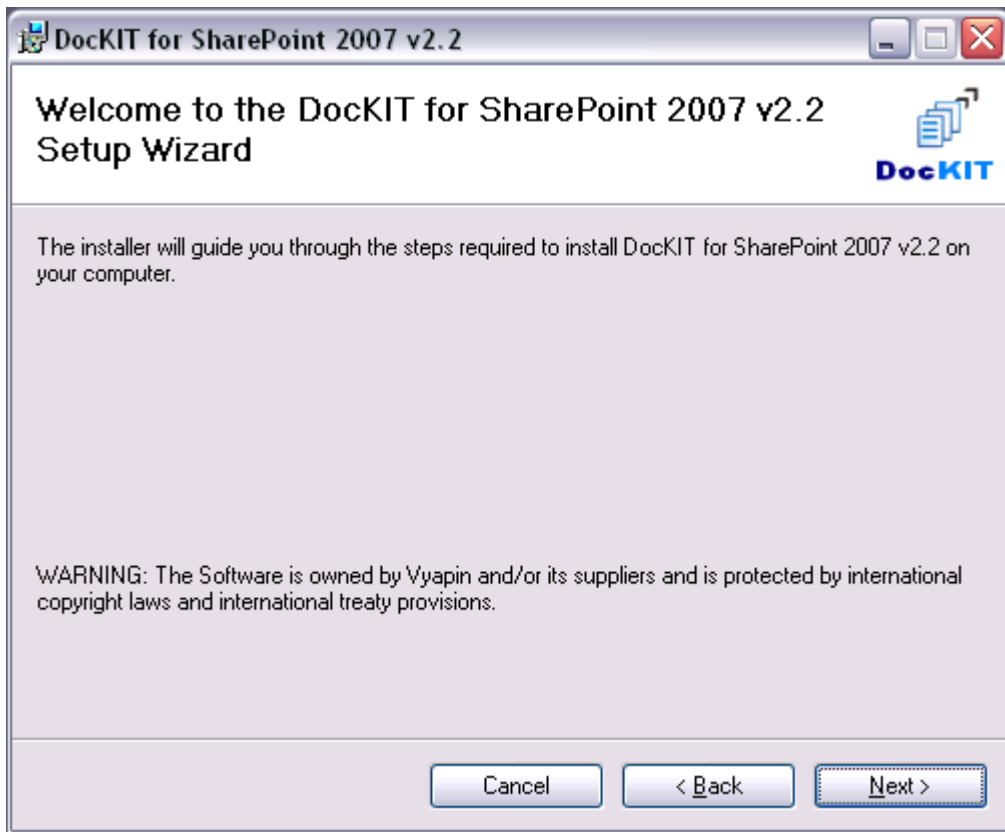 DocKIT for SharePoint 2007 v2.2
Welcome to the DocKIT for SharePoint 2007 v2.2
Setup Wizard
DocKIT
The installer will guide you through the steps required to install DocKIT for SharePoint 2007 v2.2 on
your computer.
WARNING: The Software is owned by Vyapin and/or its suppliers and is protected by international
copyright laws and international treaty provisions.
Cancel
< Back
Next >